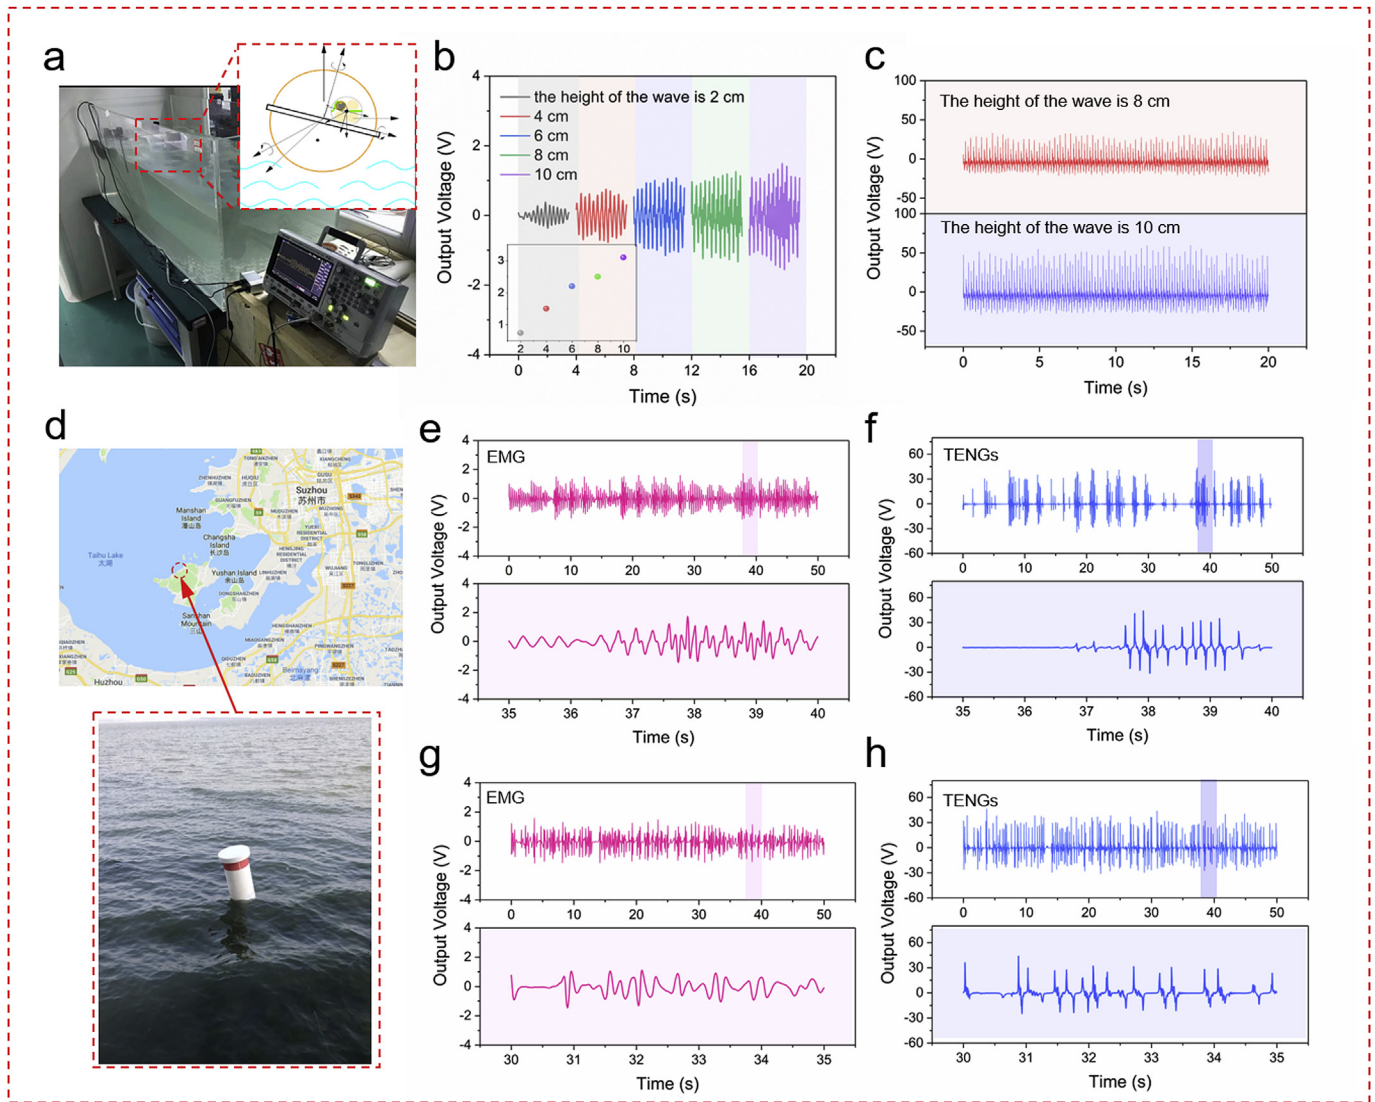 a
b
4
2
0
-2
-4
Output Voltage (V)
the height of the wave is 2 cm
4 cm
6 cm
8 cm
10 cm
3
2
1
2 4 6 8 10
0 4 8 12 16 20
Time (s)
c
100
50
0
-50
100
50
0
-50
Output Voltage (V)
The height of the wave is 8 cm
The height of the wave is 10 cm
0 5 10 15 20
Time (s)
d
Suzhou
苏州市
Manshan
Island
Changsha
Island
长沙岛
Taihu Lake
太湖
Yushan Island
Sanshan
Mountain
三山
Huzhou
e
EMG
4
2
0
-2
-4
0 10 20 30 40 50
Output Voltage (V)
4
2
0
-2
-4
35 36 37 38 39 40
Time (s)
f
TENGs
60
30
0
-30
-60
0 10 20 30 40 50
Output Voltage (V)
60
30
0
-30
-60
35 36 37 38 39 40
Time (s)
g
EMG
4
2
0
-2
-4
0 10 20 30 40 50
Output Voltage (V)
4
2
0
-2
-4
30 31 32 33 34 35
Time (s)
h
TENGs
60
30
0
-30
-60
0 10 20 30 40 50
Output Voltage (V)
60
30
0
-30
-60
30 31 32 33 34 35
Time (s)